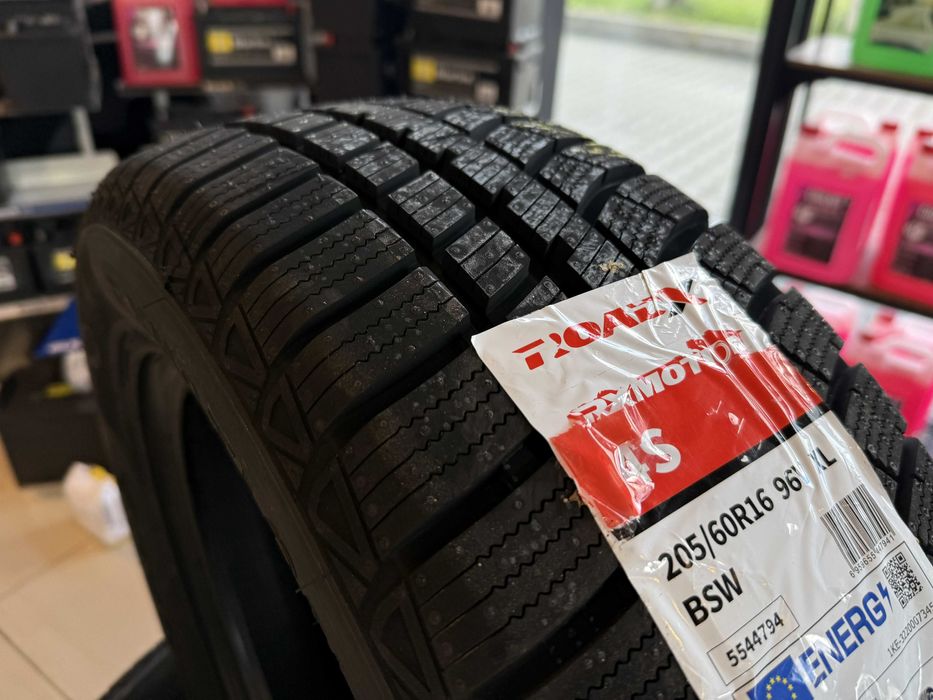 ROADX
RXMOTION
4S
205/60R16 96V XL
BSW
5544794
ENERG